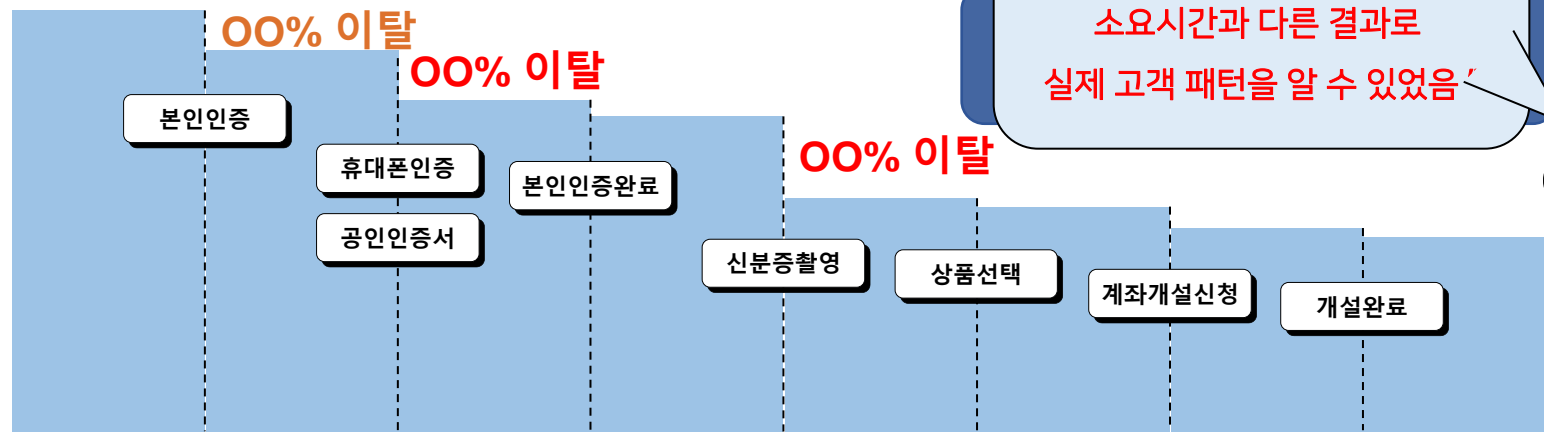 OO% 이탈
OO% 이탈
소요시간과 다른 결과로
실제 고객 패턴을 알 수 있었음
OO% 이탈
본인인증
휴대폰인증
공인인증서
본인인증완료
신분증촬영
상품선택
계좌개설신청
개설완료